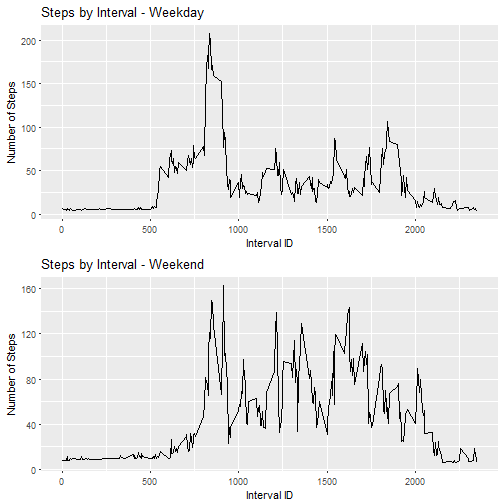 Steps by Interval - Weekday
200
150
100
50
0
Number of Steps
0 500 1000 1500 2000
Interval ID
Steps by Interval - Weekend
160
120
80
40
0
Number of Steps
0 500 1000 1500 2000
Interval ID